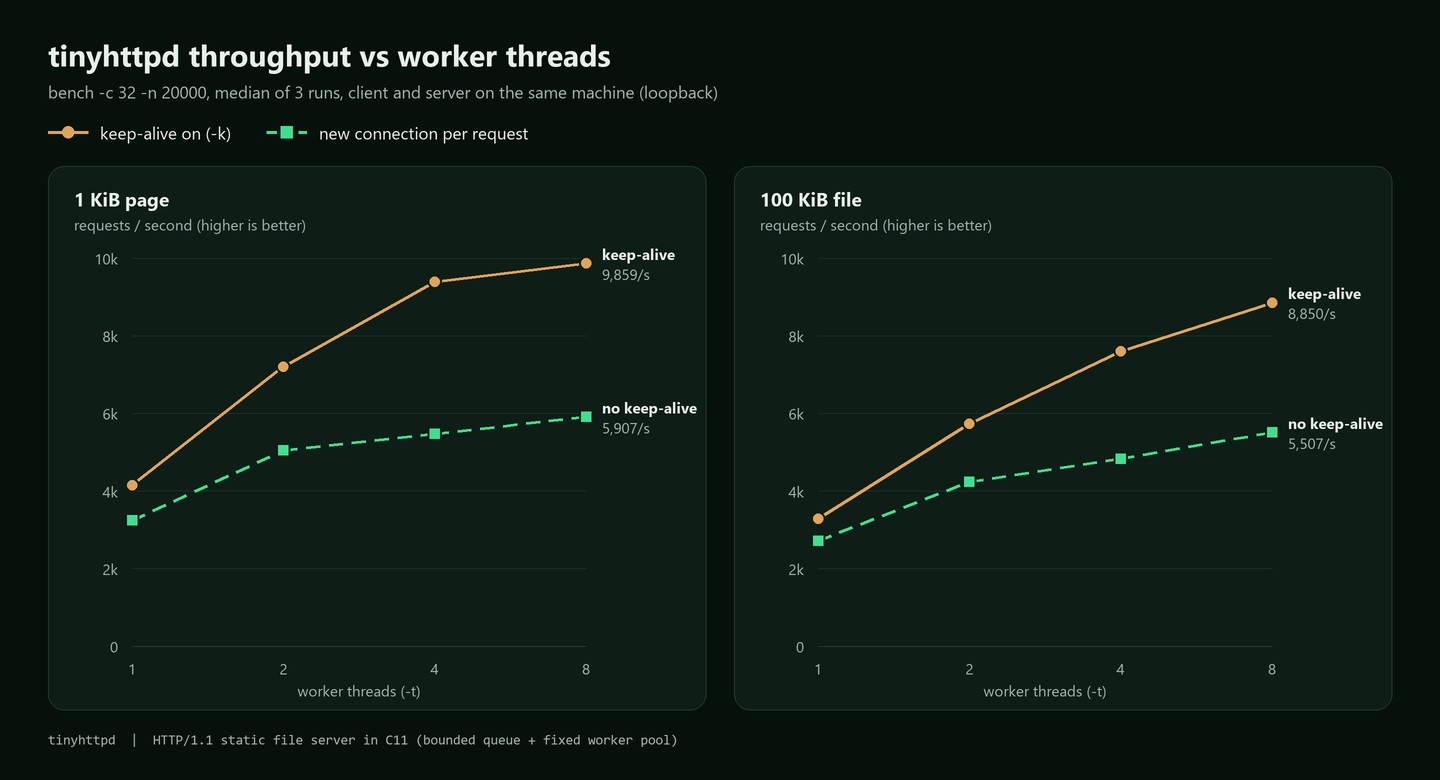 tinyhttpd throughput vs worker threads
bench -c 32 -n 20000, median of 3 runs, client and server on the same machine (loopback)
keep-alive on (-k)
new connection per request
1 KiB page
requests / second (higher is better)
10k
8k
6k
4k
2k
0
keep-alive
9,859/s
no keep-alive
5,907/s
1 2 4 8
worker threads (-t)
100 KiB file
requests / second (higher is better)
10k
8k
6k
4k
2k
0
keep-alive
8,850/s
no keep-alive
5,507/s
1 2 4 8
worker threads (-t)
tinyhttpd | HTTP/1.1 static file server in C11 (bounded queue + fixed worker pool)